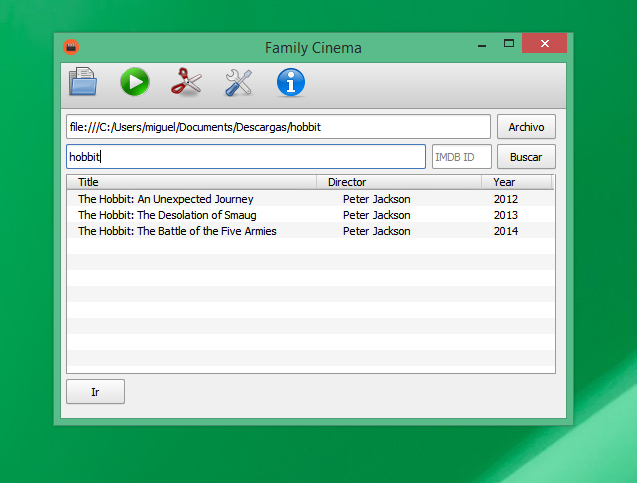 Family Cinema
file:///C:/Users/miguel/Documents/Descargas/hobbit Archivo
hobbit IMDB ID Buscar
Title Director Year
The Hobbit: An Unexpected Journey Peter Jackson 2012
The Hobbit: The Desolation of Smaug Peter Jackson 2013
The Hobbit: The Battle of the Five Armies Peter Jackson 2014
Ir